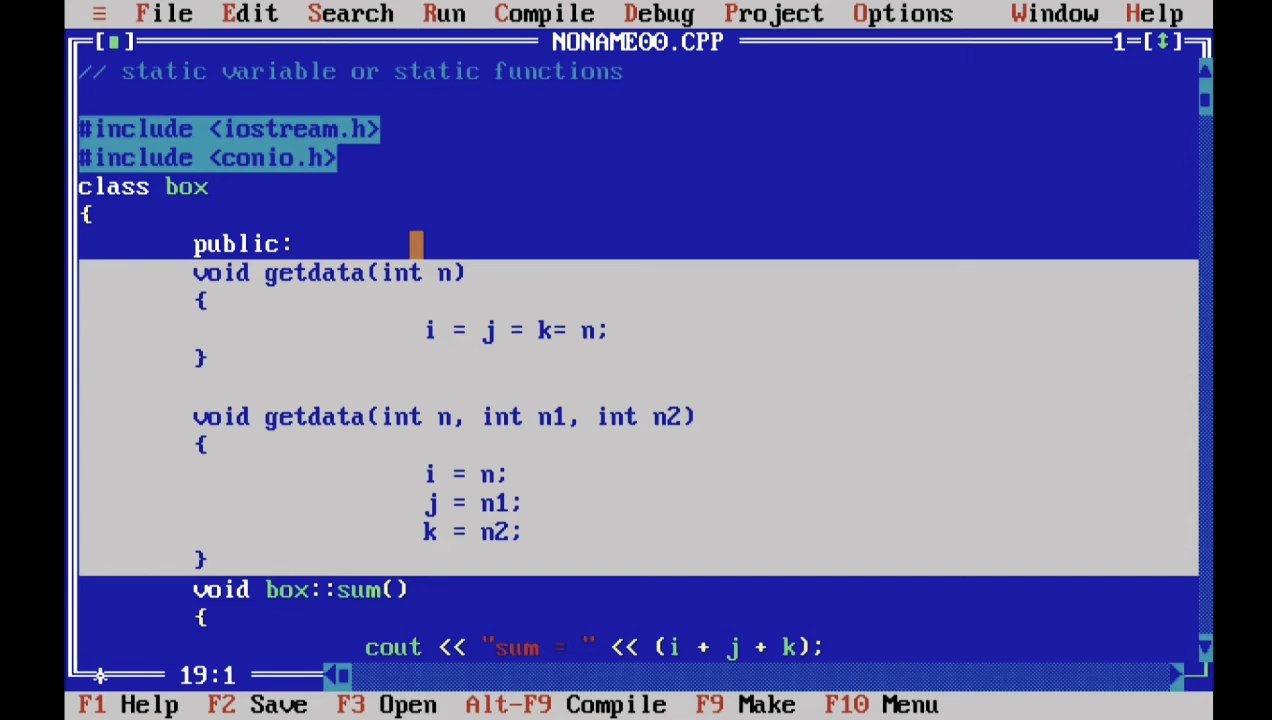 ≡ File Edit Search Run Compile Debug Project Options Window Help
[■] NONAME00.CPP 1=[↕]
// static variable or static functions
#include <iostream.h>
#include <conio.h>
class box
{
public:
void getdata(int n)
{
i = j = k= n;
}
void getdata(int n, int n1, int n2)
{
i = n;
j = n1;
k = n2;
}
void box::sum()
{
cout << "sum = " << (i + j + k);
19:1
F1 Help F2 Save F3 Open Alt-F9 Compile F9 Make F10 Menu